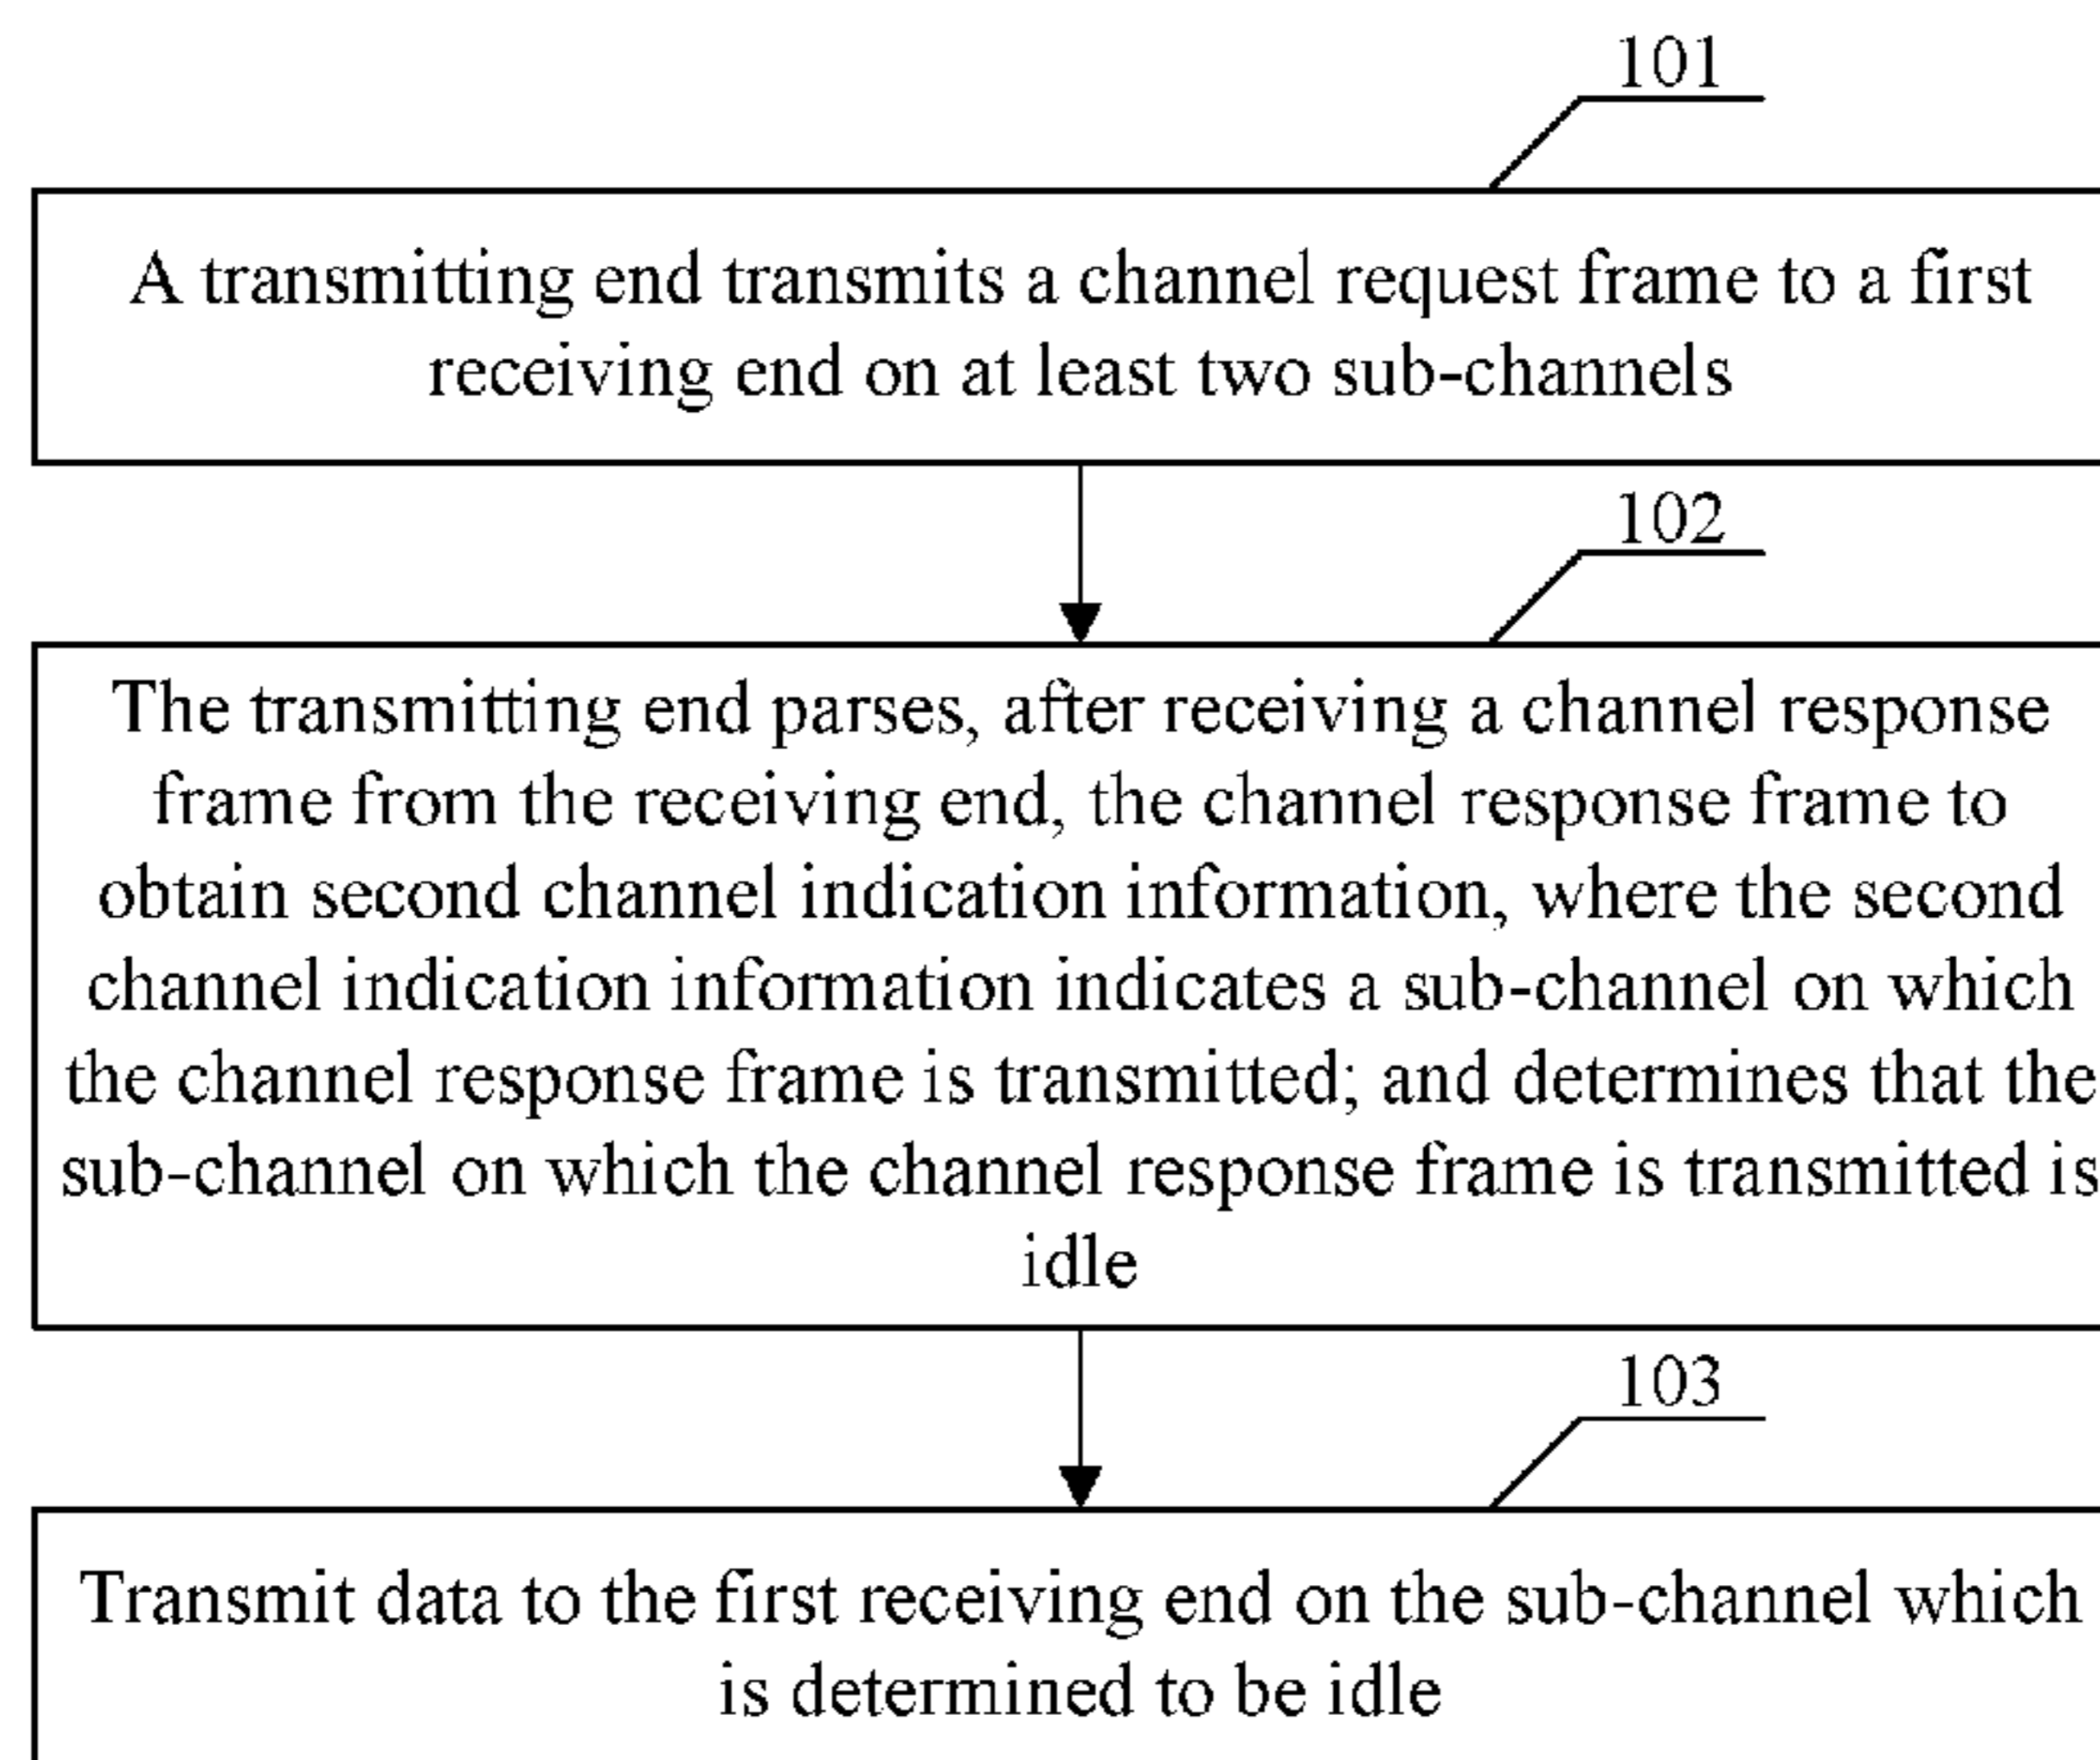 101
A transmitting end transmits a channel request frame to a first
receiving end on at least two sub-channels
102
The transmitting end parses, after receiving a channel response
frame from the receiving end, the channel response frame to
obtain second channel indication information, where the second
channel indication information indicates a sub-channel on which
the channel response frame is transmitted; and determines that the
sub-channel on which the channel response frame is transmitted is
idle
103
Transmit data to the first receiving end on the sub-channel which
is determined to be idle